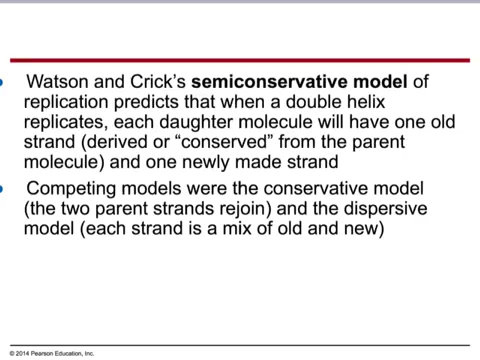 • Watson and Crick’s semiconservative model of
replication predicts that when a double helix
replicates, each daughter molecule will have one old
strand (derived or “conserved” from the parent
molecule) and one newly made strand
• Competing models were the conservative model
(the two parent strands rejoin) and the dispersive
model (each strand is a mix of old and new)
© 2014 Pearson Education, Inc.